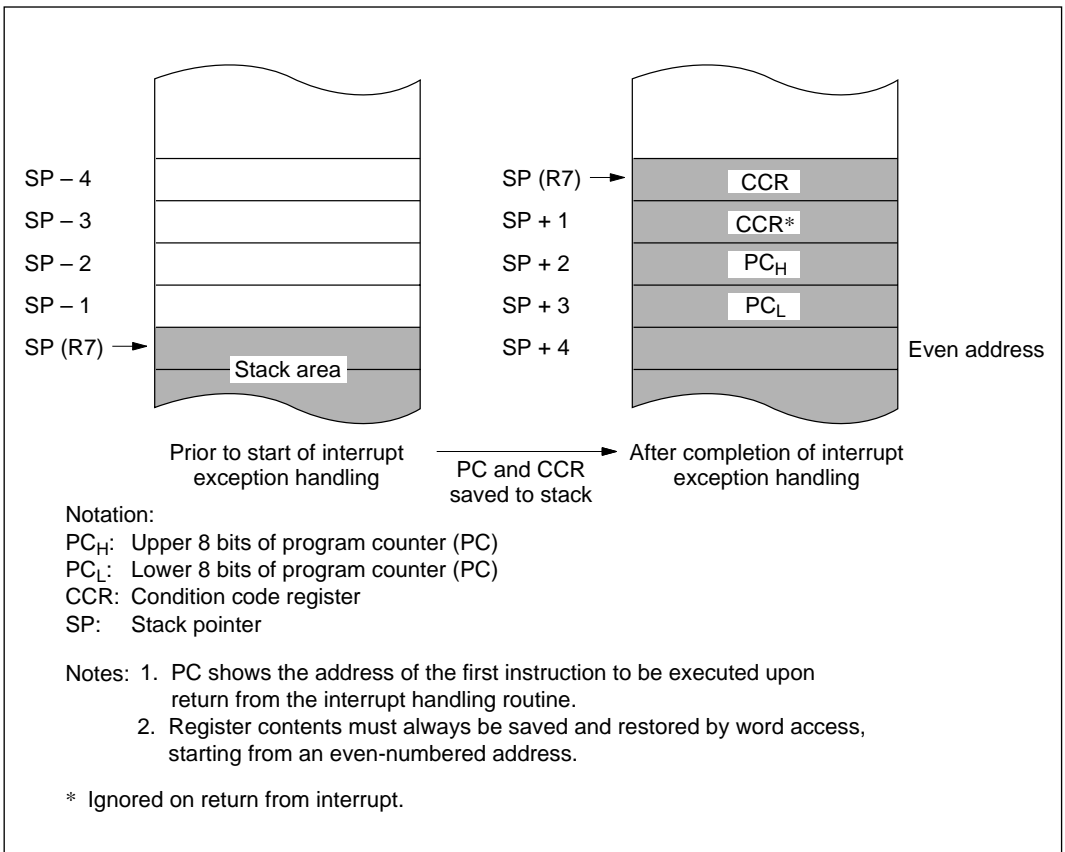 SP – 4
SP – 3
SP – 2
SP – 1
SP (R7)
Stack area
SP (R7)
SP + 1
SP + 2
SP + 3
SP + 4
CCR
CCR*
PCH
PCL
Even address
Prior to start of interrupt
exception handling
PC and CCR
saved to stack
After completion of interrupt
exception handling
Notation:
PCH: Upper 8 bits of program counter (PC)
PCL: Lower 8 bits of program counter (PC)
CCR: Condition code register
SP: Stack pointer
Notes: 1. PC shows the address of the first instruction to be executed upon
return from the interrupt handling routine.
2. Register contents must always be saved and restored by word access,
starting from an even-numbered address.
* Ignored on return from interrupt.